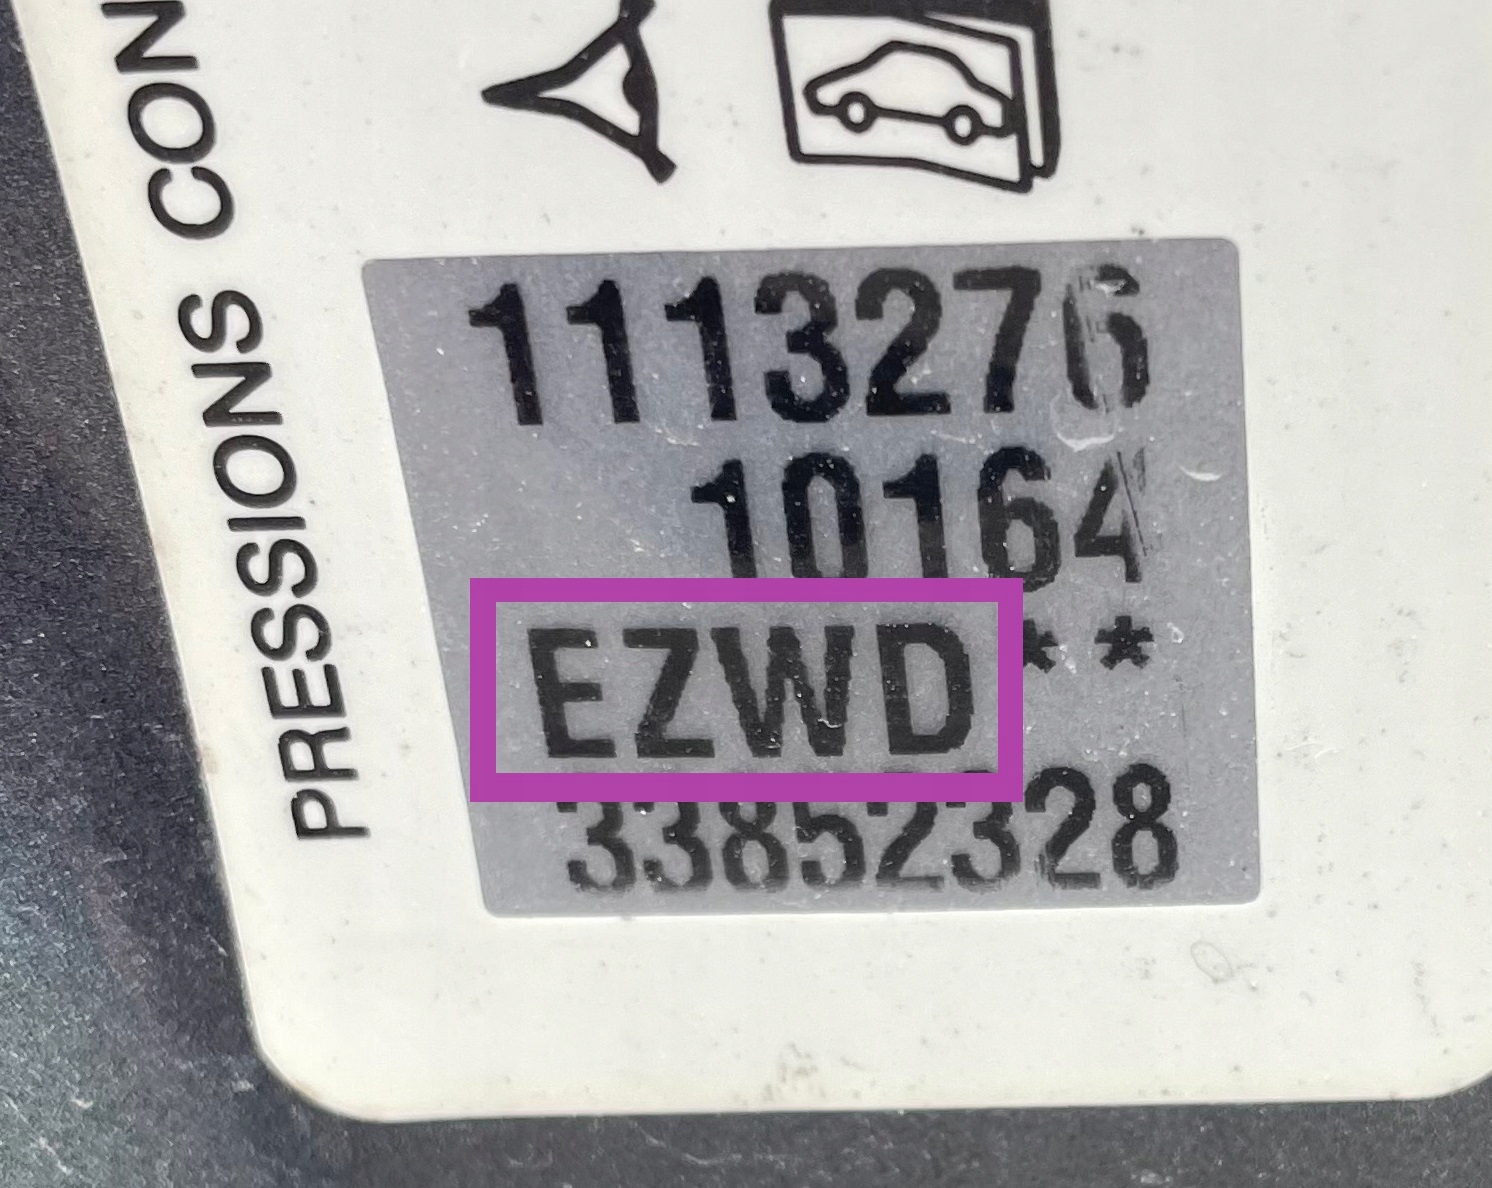 PRESSIONS CON
1113276
10164
EZWD**
33852328